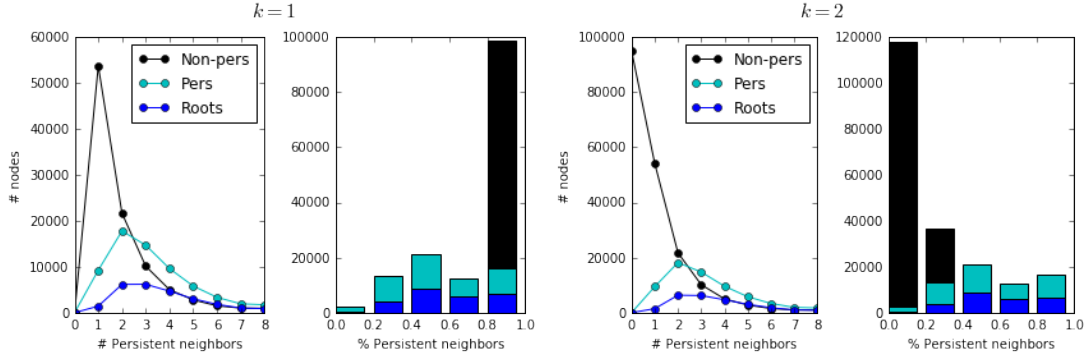 k = 1
k = 2
60000
50000
40000
30000
20000
10000
0
# nodes
0 1 2 3 4 5 6 7 8
# Persistent neighbors
Non-pers
Pers
Roots
100000
80000
60000
40000
20000
0
0.0 0.2 0.4 0.6 0.8 1.0
% Persistent neighbors
100000
80000
60000
40000
20000
0
# nodes
0 1 2 3 4 5 6 7 8
# Persistent neighbors
Non-pers
Pers
Roots
120000
100000
80000
60000
40000
20000
0
0.0 0.2 0.4 0.6 0.8 1.0
% Persistent neighbors